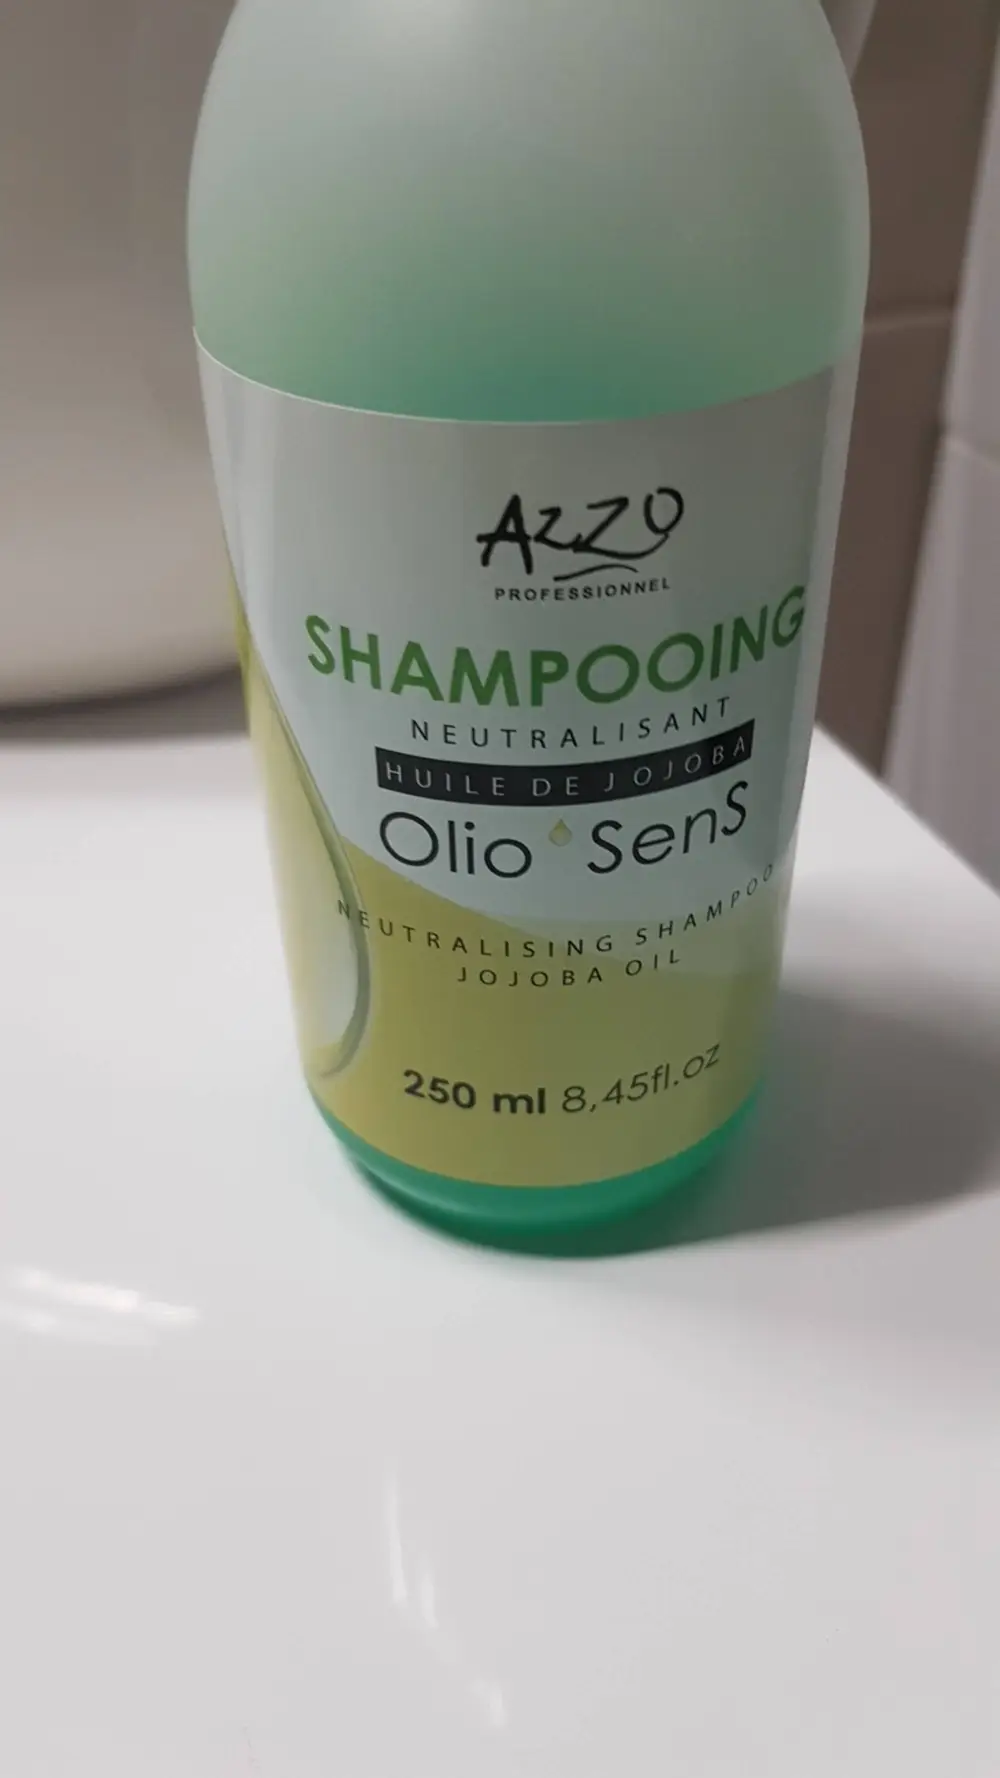 AZZO
PROFESSIONNEL
SHAMPOOING
NEUTRALISANT
HUILE DE JOJOBA
Olio SenS
NEUTRALISING SHAMPOO
JOJOBA OIL
250 ml 8,45fl.oz